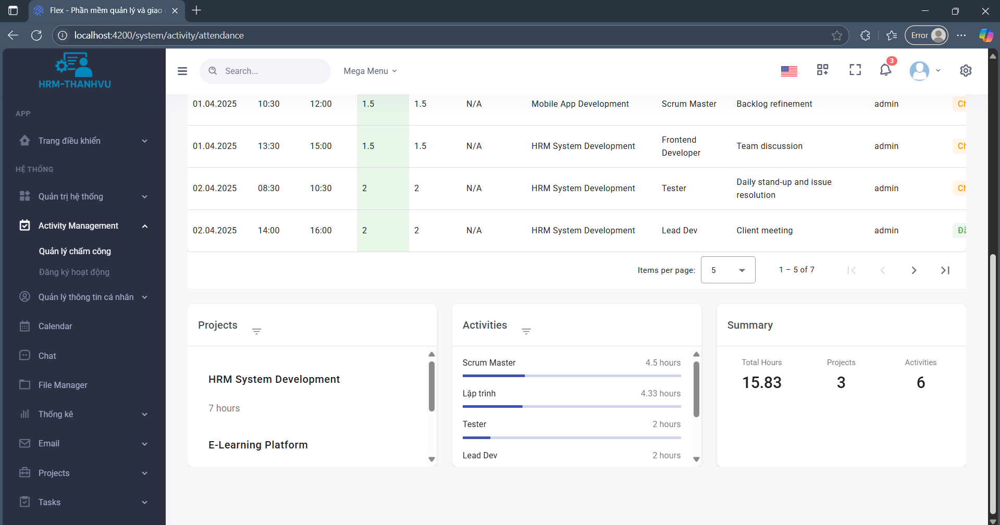 Flex - Phần mềm quản lý và giao
localhost:4200/system/activity/attendance
Error
HRM-THANHVU
Search...
Mega Menu
3
APP
Trang điều khiển
HỆ THỐNG
Quản trị hệ thống
Activity Management
Quản lý chấm công
Đăng ký hoạt động
Quản lý thông tin cá nhân
Calendar
Chat
File Manager
Thống kê
Email
Projects
Tasks
01.04.2025 10:30 12:00 1.5 1.5 N/A Mobile App Development Scrum Master Backlog refinement admin Ch
01.04.2025 13:30 15:00 1.5 1.5 N/A HRM System Development Frontend Developer Team discussion admin Ch
02.04.2025 08:30 10:30 2 2 N/A HRM System Development Tester Daily stand-up and issue resolution admin Ch
02.04.2025 14:00 16:00 2 2 N/A HRM System Development Lead Dev Client meeting admin Đã
Items per page: 5 1 – 5 of 7
Projects
HRM System Development
7 hours
E-Learning Platform
Activities
Scrum Master 4.5 hours
Lập trình 4.33 hours
Tester 2 hours
Lead Dev 2 hours
Summary
Total Hours Projects Activities
15.83 3 6